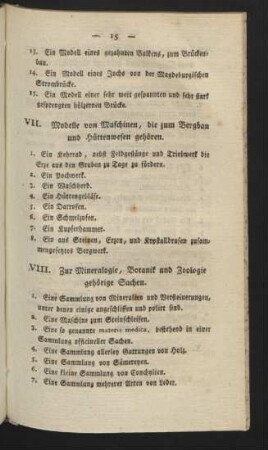 — 15 —
13. Ein Modell eines gezahnten Balkens, zum Brücken-
bau.
14. Ein Modell eines Jochs von der Magdeburgischen
Strombrücke.
15. Ein Modell einer sehr weit gespannten und sehr stark
gesprengten hölzernen Brücke.
VII. Modelle von Maschinen, die zum Bergbau
und Hüttenwesen gehören.
1. Ein Kehrrad, nebst Feldgestänge und Triebwerk die
Erze aus den Gruben zu Tage zu fördern.
2. Ein Pochwerk.
3. Ein Waschherd.
4. Ein Hüttengebläse.
5. Ein Darrofen.
6. Ein Schmelzofen.
7. Ein Kupferhammer.
8. Ein aus Steinen, Erzen, und Krystalldrusen zusam-
mengesetztes Bergwerk.
VIII. Zur Mineralogie, Botanik und Zoologie
gehörige Sachen.
1. Eine Sammlung von Mineralien und Versteinerungen,
unter denen einige angeschliffen und polirt sind.
2. Eine Maschine zum Steinschleifen.
3. Eine so genannte materia medica, bestehend in einer
Sammlung officineller Sachen.
4. Eine Sammlung allerley Gattungen von Holz.
5. Eine Sammlung von Sämereyen.
6. Eine kleine Sammlung von Conchylien.
7. Eine Sammlung mehrerer Arten von Leder.